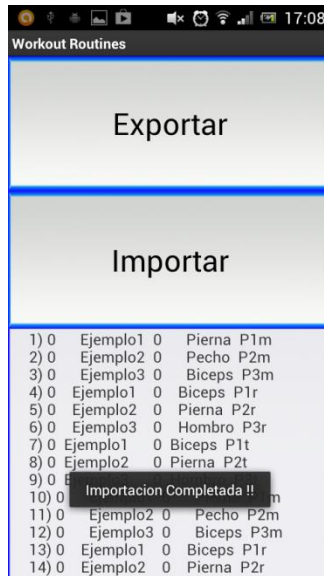 17:08
Workout Routines
Exportar
Importar
1) 0 Ejemplo1 0 Pierna P1m
2) 0 Ejemplo2 0 Pecho P2m
3) 0 Ejemplo3 0 Biceps P3m
4) 0 Ejemplo1 0 Biceps P1r
5) 0 Ejemplo2 0 Pierna P2r
6) 0 Ejemplo3 0 Hombro P3r
7) 0 Ejemplo1 0 Biceps P1t
8) 0 Ejemplo2 0 Pierna P2t
9) 0
Importacion Completada !!
10) 0
11) 0 Ejemplo2 0 Pecho P2m
12) 0 Ejemplo3 0 Biceps P3m
13) 0 Ejemplo1 0 Biceps P1r
14) 0 Ejemplo2 0 Pierna P2r